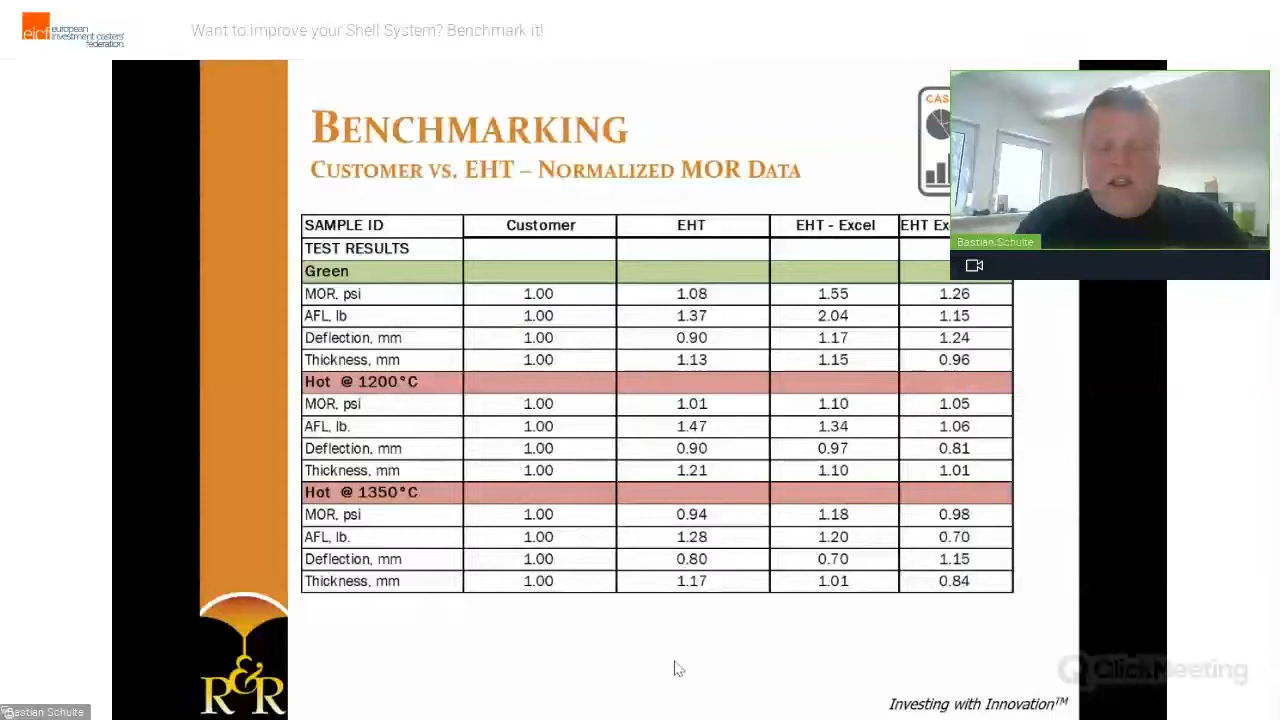 eicf european
investment casters'
federation.
Want to improve your Shell System? Benchmark it!
BENCHMARKING
CUSTOMER VS. EHT – NORMALIZED MOR DATA
CAS
Bastian Schulte
SAMPLE ID Customer EHT EHT - Excel EHT Ex
TEST RESULTS
Green
MOR, psi 1.00 1.08 1.55 1.26
AFL, lb 1.00 1.37 2.04 1.15
Deflection, mm 1.00 0.90 1.17 1.24
Thickness, mm 1.00 1.13 1.15 0.96
Hot @ 1200°C
MOR, psi 1.00 1.01 1.10 1.05
AFL, lb. 1.00 1.47 1.34 1.06
Deflection, mm 1.00 0.90 0.97 0.81
Thickness, mm 1.00 1.21 1.10 1.01
Hot @ 1350°C
MOR, psi 1.00 0.94 1.18 0.98
AFL, lb. 1.00 1.28 1.20 0.70
Deflection, mm 1.00 0.80 0.70 1.15
Thickness, mm 1.00 1.17 1.01 0.84
R&R
ClickMeeting
Investing with Innovation™
Bastian Schulte